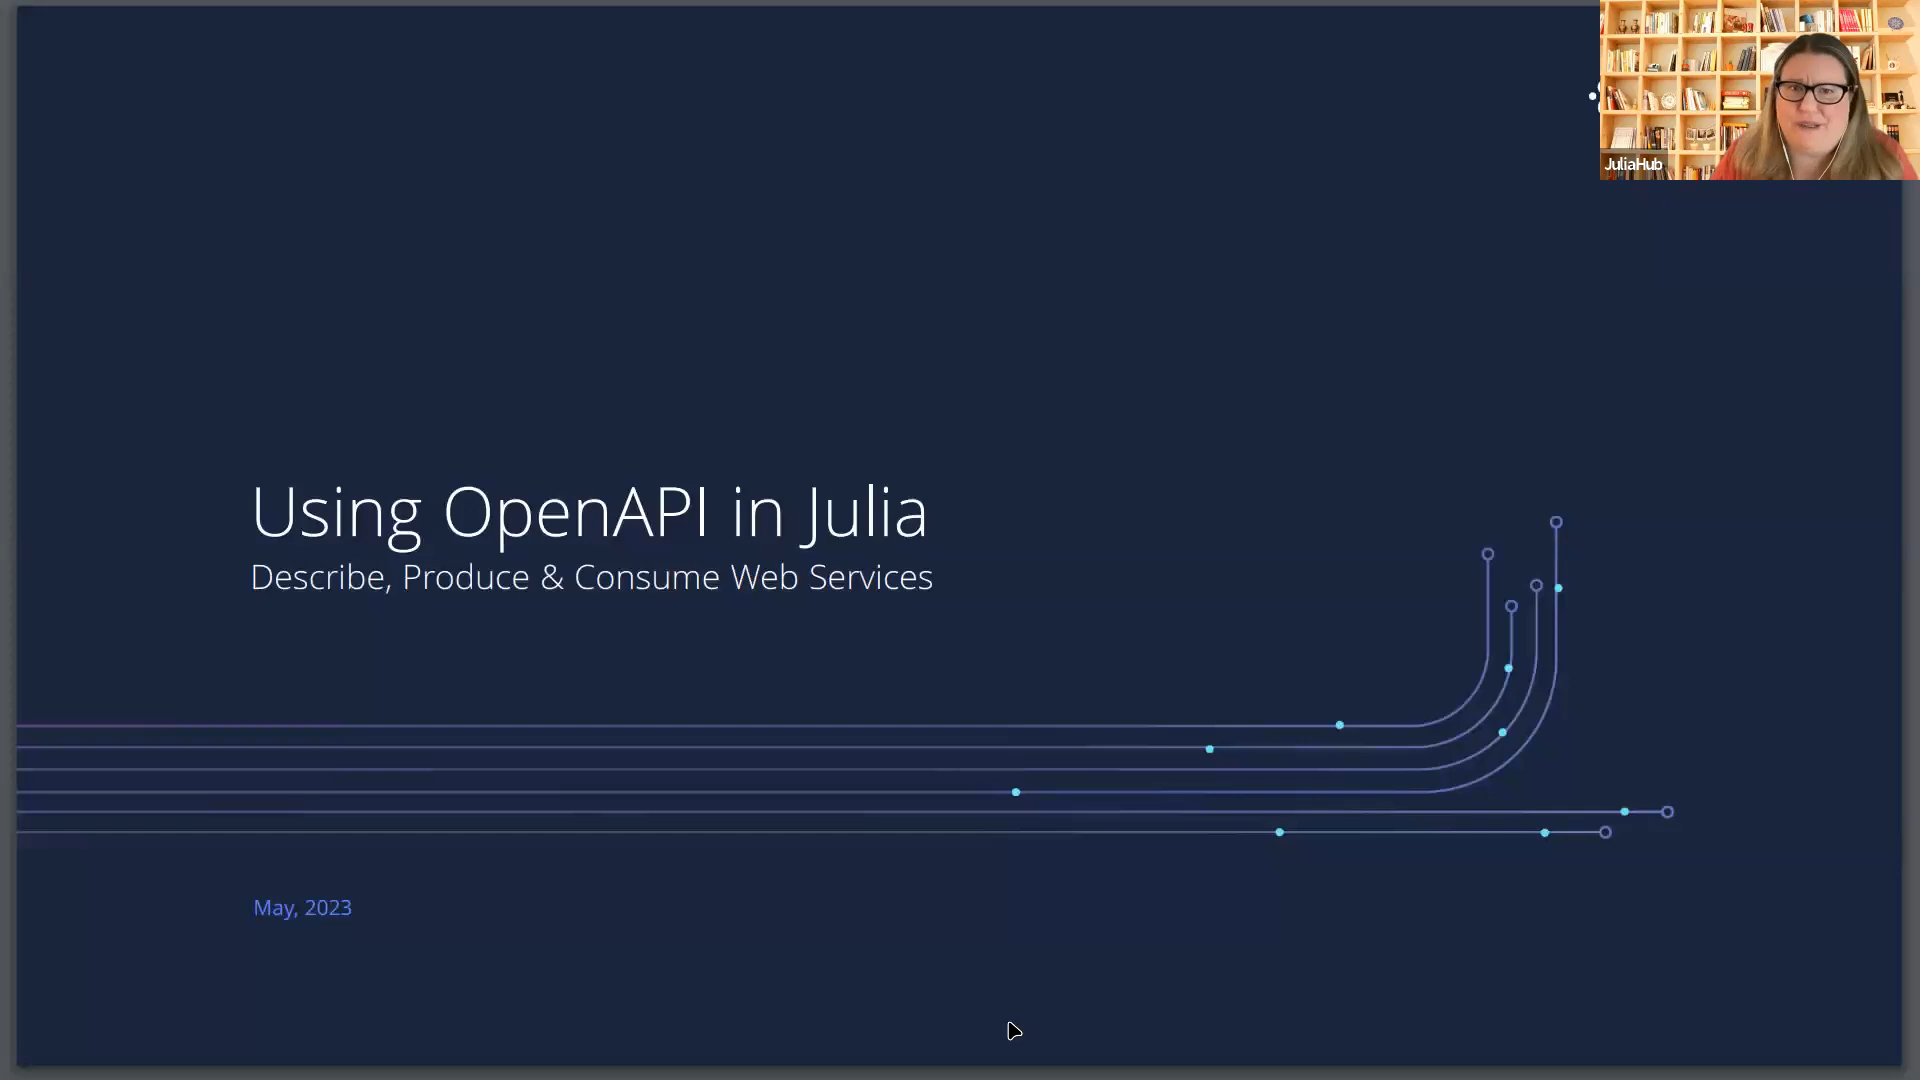 JuliaHub
Using OpenAPI in Julia
Describe, Produce & Consume Web Services
May, 2023